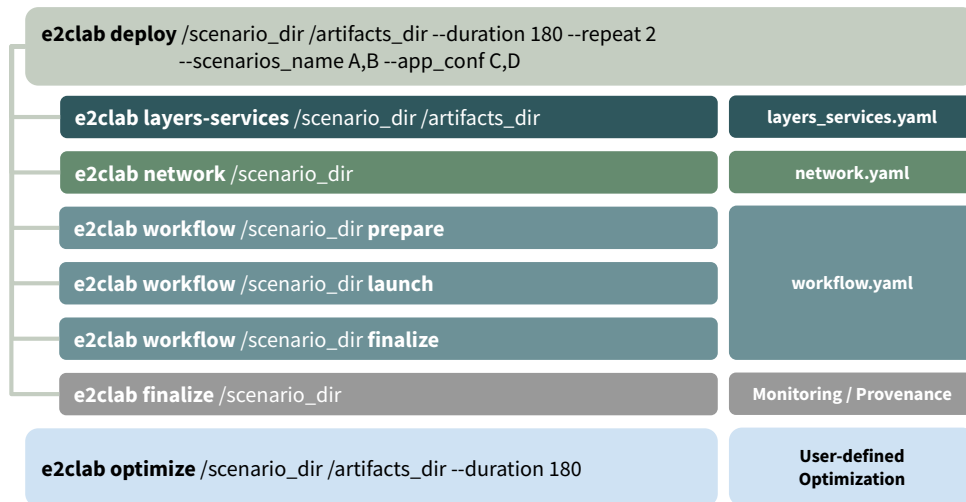 e2clab deploy /scenario_dir /artifacts_dir --duration 180 --repeat 2
--scenarios_name A,B --app_conf C,D
e2clab layers-services /scenario_dir /artifacts_dir
layers_services.yaml
e2clab network /scenario_dir
network.yaml
e2clab workflow /scenario_dir prepare
e2clab workflow /scenario_dir launch
workflow.yaml
e2clab workflow /scenario_dir finalize
e2clab finalize /scenario_dir
Monitoring / Provenance
e2clab optimize /scenario_dir /artifacts_dir --duration 180
User-defined
Optimization